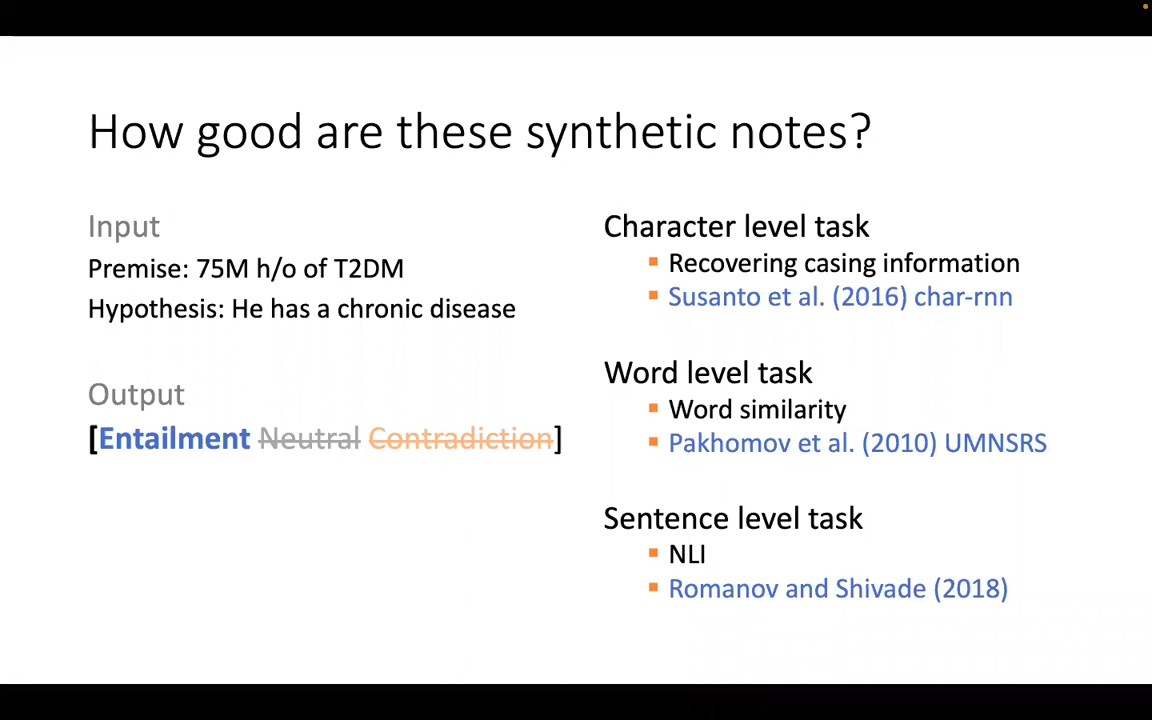 How good are these synthetic notes?
Input
Premise: 75M h/o of T2DM
Hypothesis: He has a chronic disease
Output
[Entailment Neutral Contradiction]
Character level task
Recovering casing information
Susanto et al. (2016) char-rnn
Word level task
Word similarity
Pakhomov et al. (2010) UMNSRS
Sentence level task
NLI
Romanov and Shivade (2018)